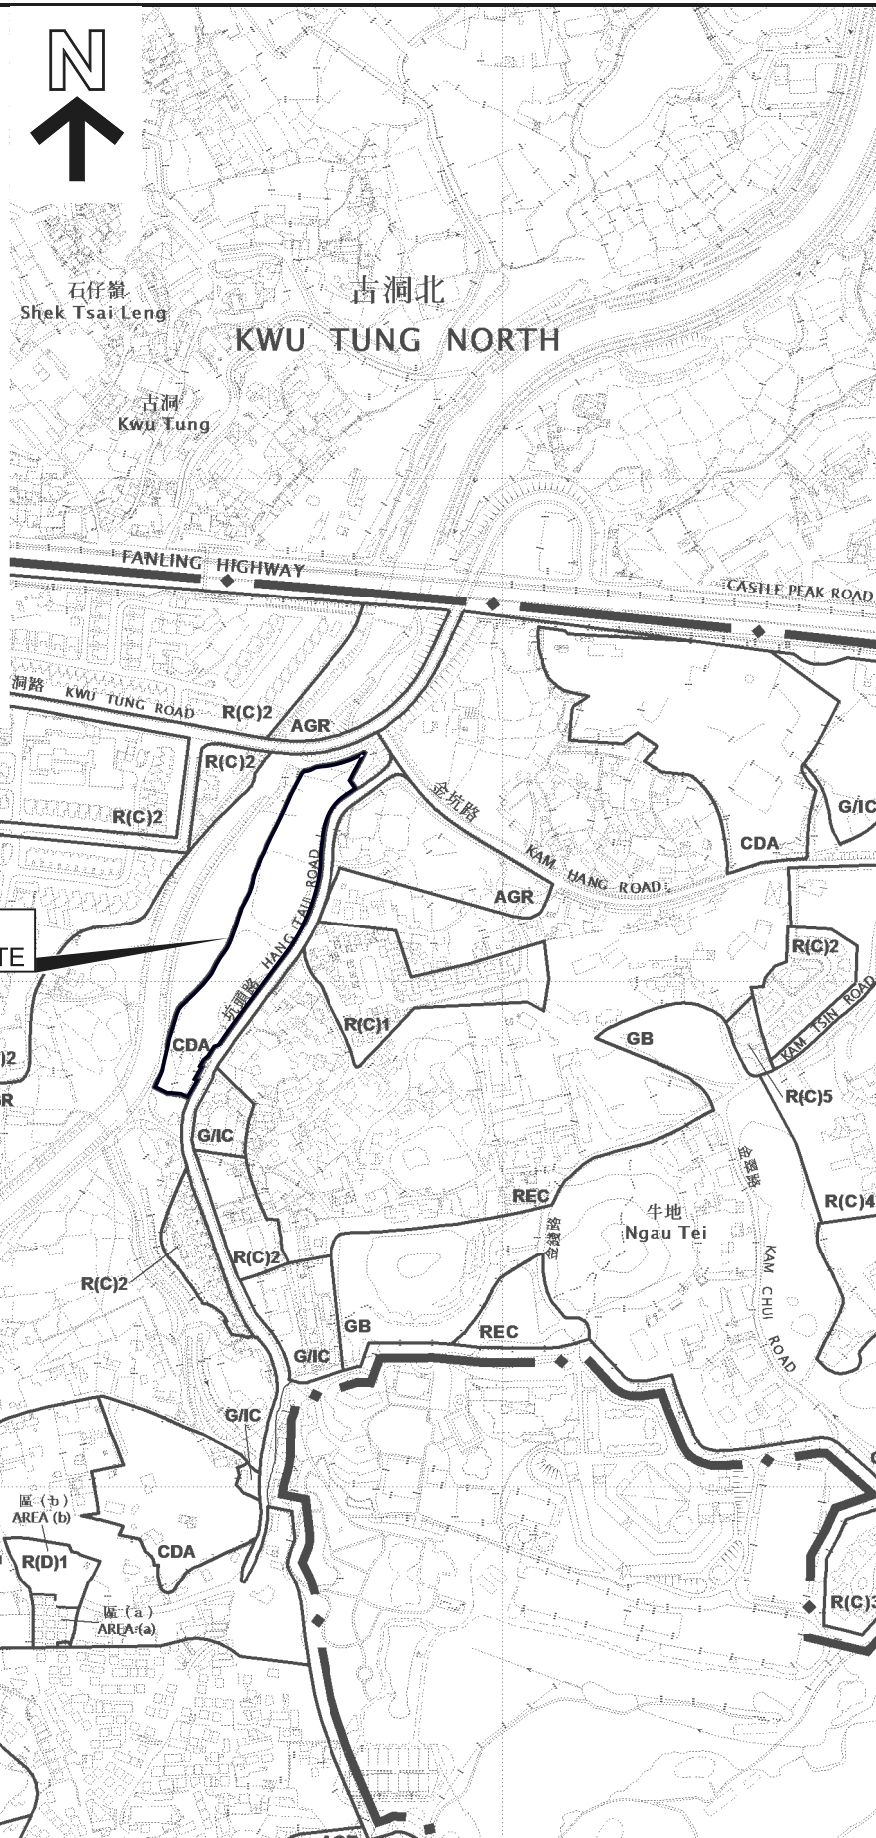 N
石仔嶺
Shek Tsai Leng
古洞北
KWU TUNG NORTH
古洞
Kwu Tung
FANLING HIGHWAY
CASTLE PEAK ROAD
洞路 KWU TUNG ROAD
R(C)2
AGR
R(C)2
R(C)2
金坑路
KAM HANG ROAD
G/IC
CDA
AGR
TE
坑頭路 HANG TAU ROAD
R(C)2
R(C)1
CDA
GB
KAM TSIN ROAD
)2
R(C)5
R
G/IC
金翠路
REC
R(C)4
牛地
Ngau Tei
金錢路
R(C)2
R(C)2
KAM CHUI ROAD
GB
REC
G/IC
G/IC
區（b）
AREA (b)
R(D)1
CDA
區（a）
AREA (a)
R(C)3